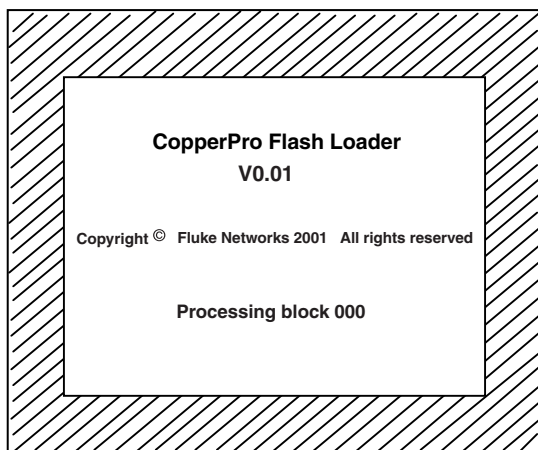 CopperPro Flash Loader
V0.01
Copyright © Fluke Networks 2001 All rights reserved
Processing block 000